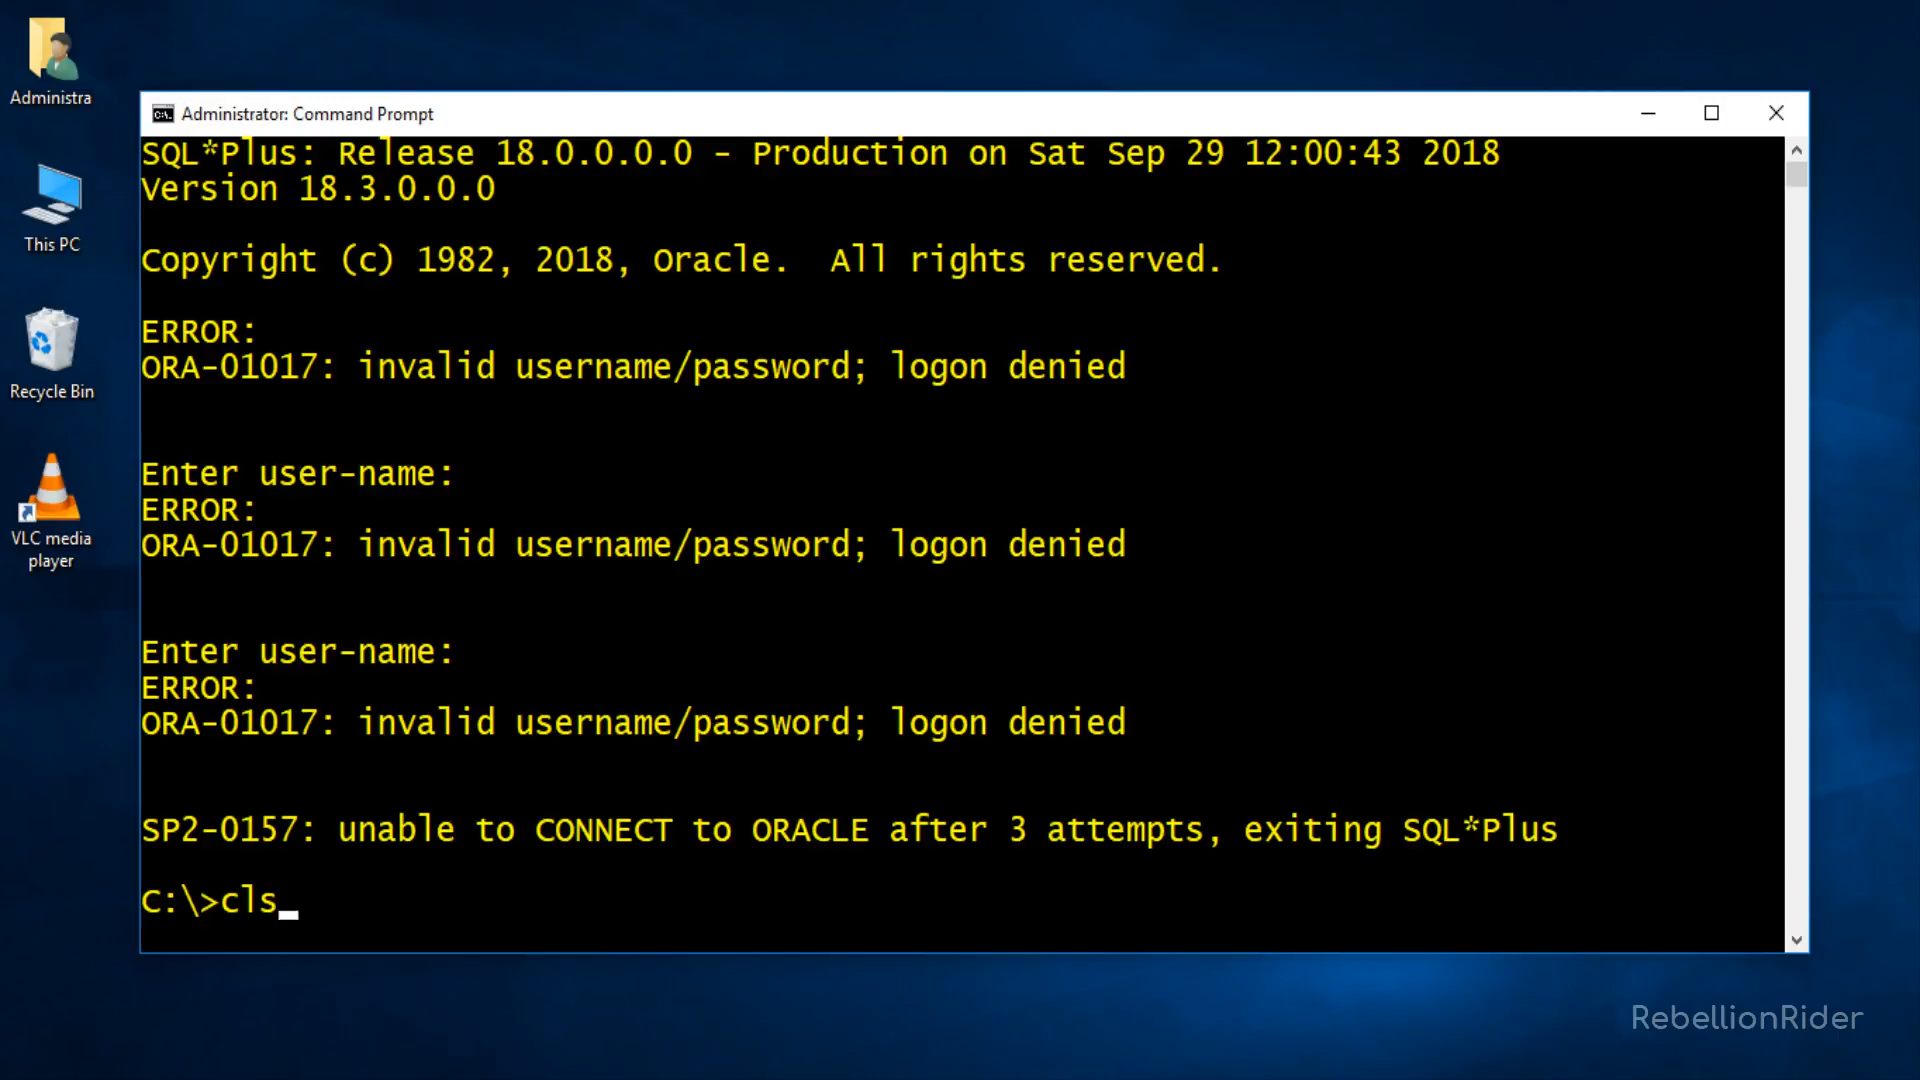 Administra
This PC
Recycle Bin
VLC media
player
Administrator: Command Prompt
SQL*Plus: Release 18.0.0.0.0 - Production on Sat Sep 29 12:00:43 2018
Version 18.3.0.0.0
Copyright (c) 1982, 2018, Oracle.  All rights reserved.
ERROR:
ORA-01017: invalid username/password; logon denied
Enter user-name:
ERROR:
ORA-01017: invalid username/password; logon denied
Enter user-name:
ERROR:
ORA-01017: invalid username/password; logon denied
SP2-0157: unable to CONNECT to ORACLE after 3 attempts, exiting SQL*Plus
C:\>cls_
RebellionRider